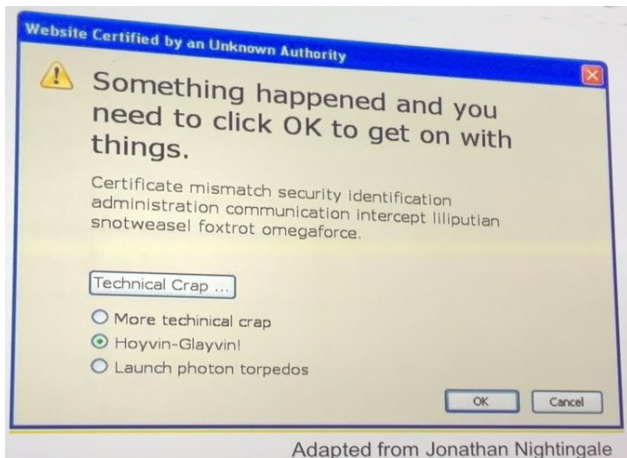 Website Certified by an Unknown Authority
Something happened and you
need to click OK to get on with
things.
Certificate mismatch security identification
administration communication intercept liliputian
snotweasel foxtrot omegaforce.
Technical Crap ...
More techinical crap
Hoyvin-Glayvin!
Launch photon torpedos
OK
Cancel
Adapted from Jonathan Nightingale